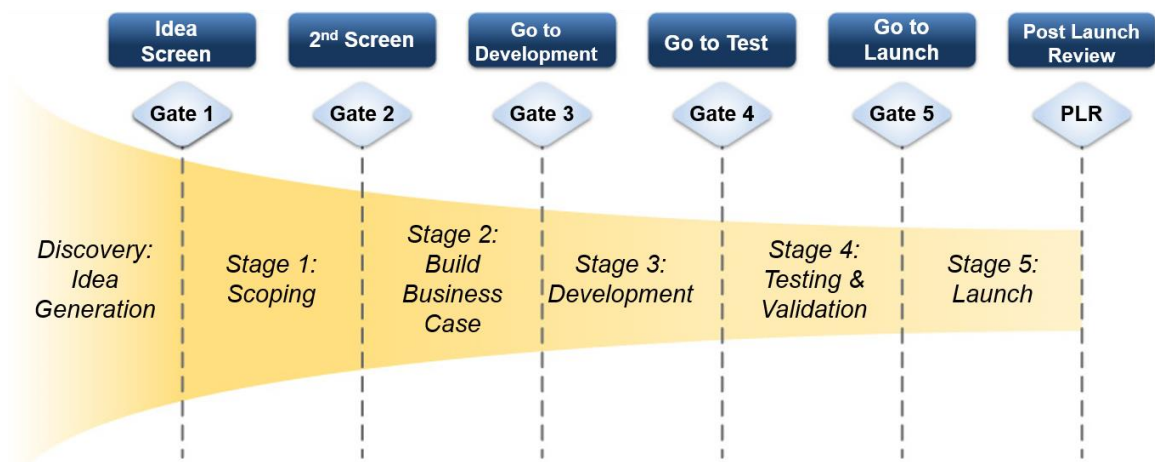 Idea
Screen
2nd Screen
Go to
Development
Go to Test
Go to
Launch
Post Launch
Review
Gate 1
Gate 2
Gate 3
Gate 4
Gate 5
PLR
Discovery:
Idea
Generation
Stage 1:
Scoping
Stage 2:
Build
Business
Case
Stage 3:
Development
Stage 4:
Testing &
Validation
Stage 5:
Launch